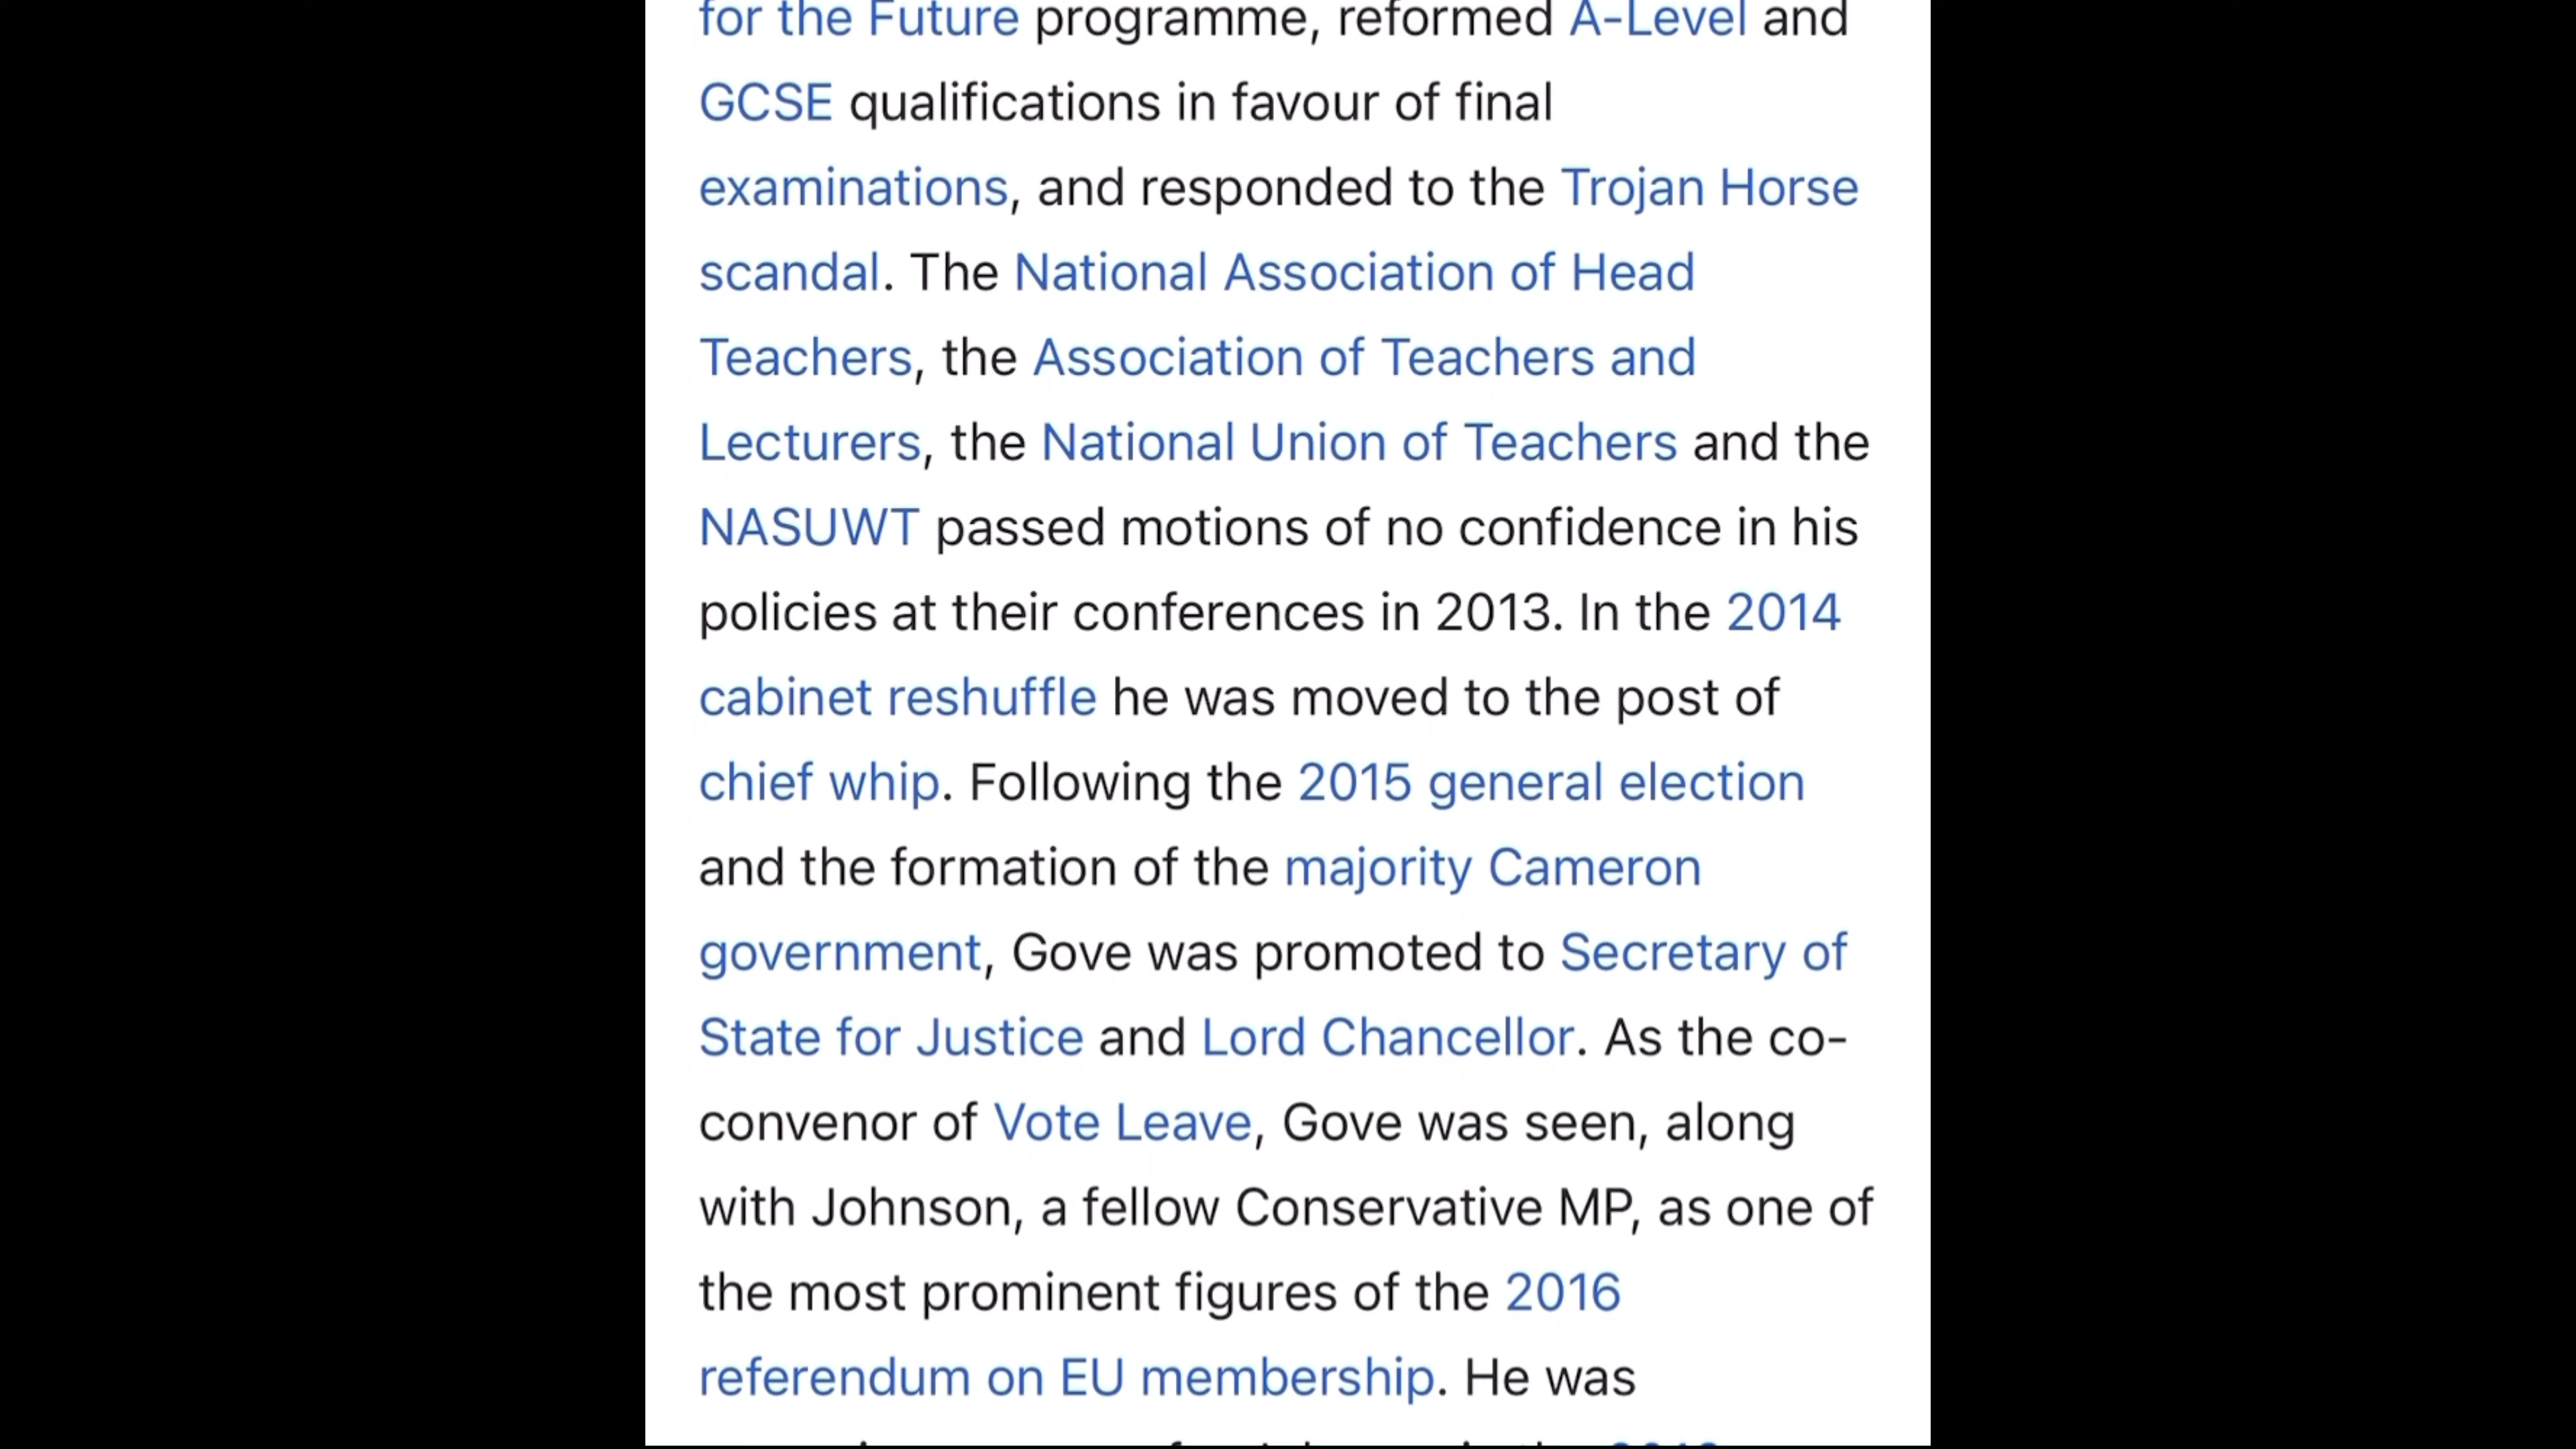 for the Future programme, reformed A-Level and
GCSE qualifications in favour of final
examinations, and responded to the Trojan Horse
scandal. The National Association of Head
Teachers, the Association of Teachers and
Lecturers, the National Union of Teachers and the
NASUWT passed motions of no confidence in his
policies at their conferences in 2013. In the 2014
cabinet reshuffle he was moved to the post of
chief whip. Following the 2015 general election
and the formation of the majority Cameron
government, Gove was promoted to Secretary of
State for Justice and Lord Chancellor. As the co-
convenor of Vote Leave, Gove was seen, along
with Johnson, a fellow Conservative MP, as one of
the most prominent figures of the 2016
referendum on EU membership. He was